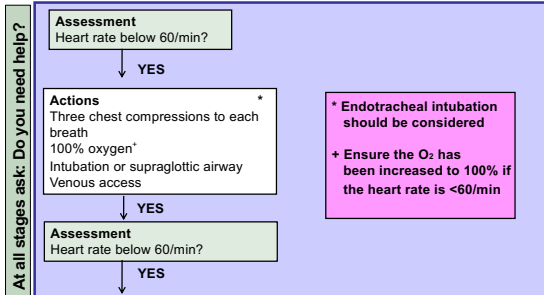 At all stages ask: Do you need help?
Assessment
Heart rate below 60/min?
YES
Actions *
Three chest compressions to each
breath
100% oxygen⁺
Intubation or supraglottic airway
Venous access
YES
Assessment
Heart rate below 60/min?
YES
* Endotracheal intubation
should be considered
+ Ensure the O₂ has
been increased to 100% if
the heart rate is <60/min